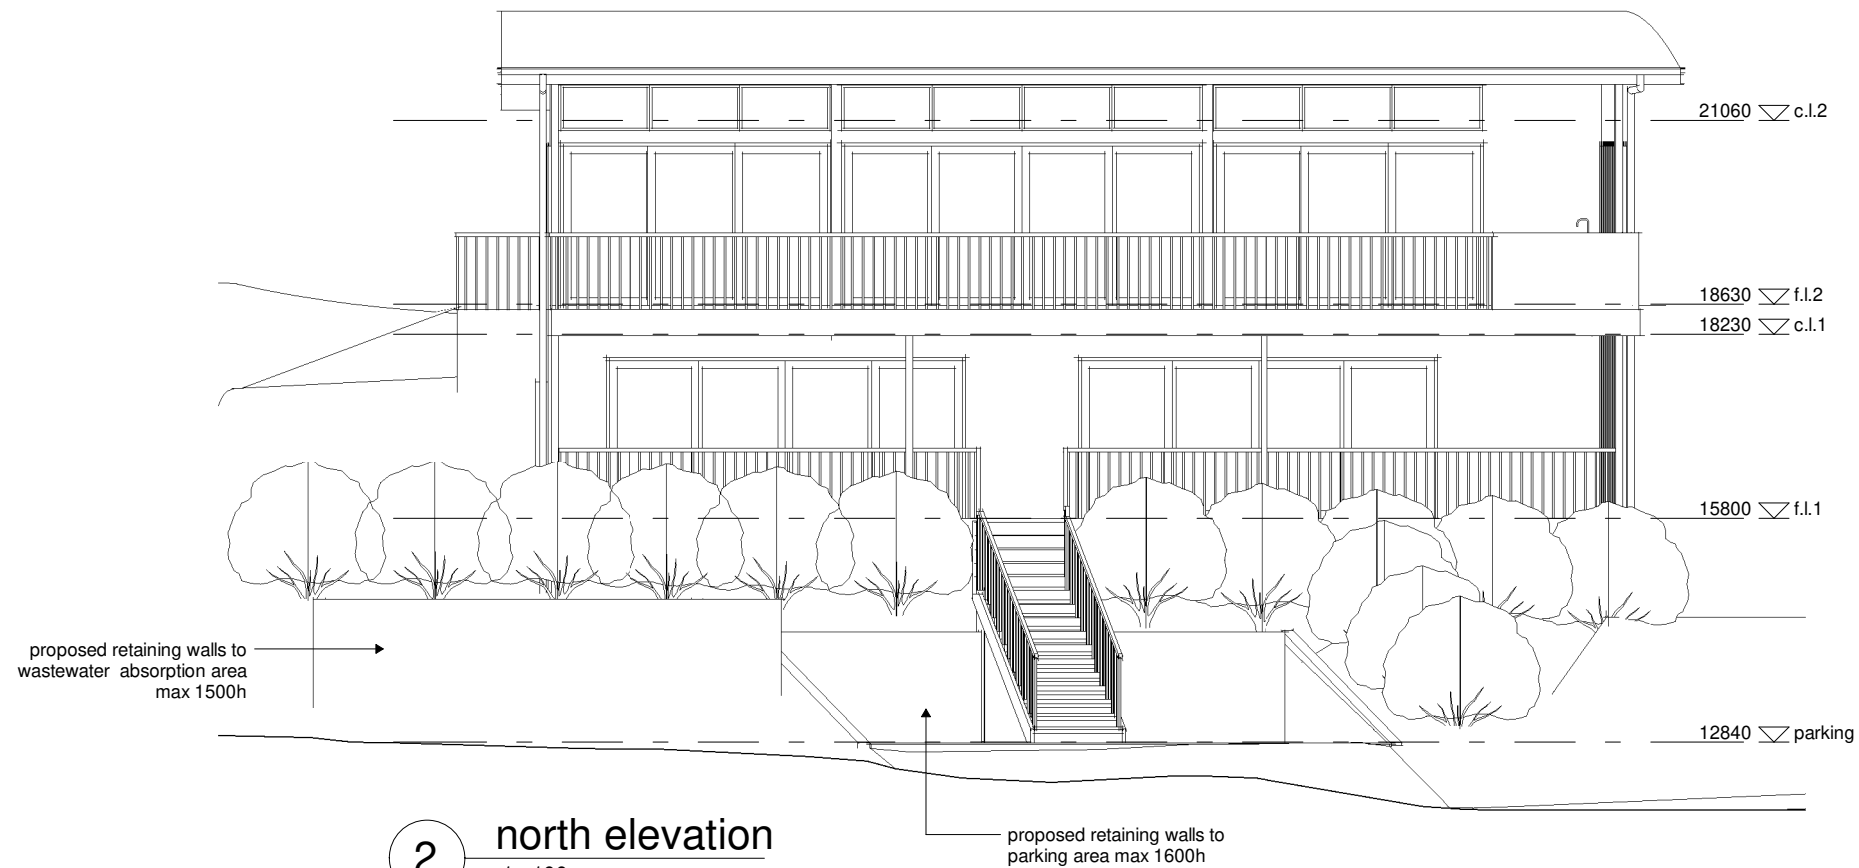 21060 c.l.2
18630 f.l.2
18230 c.l.1
15800 f.l.1
proposed retaining walls to
wastewater absorption area
max 1500h
12840 parking
2
north elevation
proposed retaining walls to
parking area max 1600h